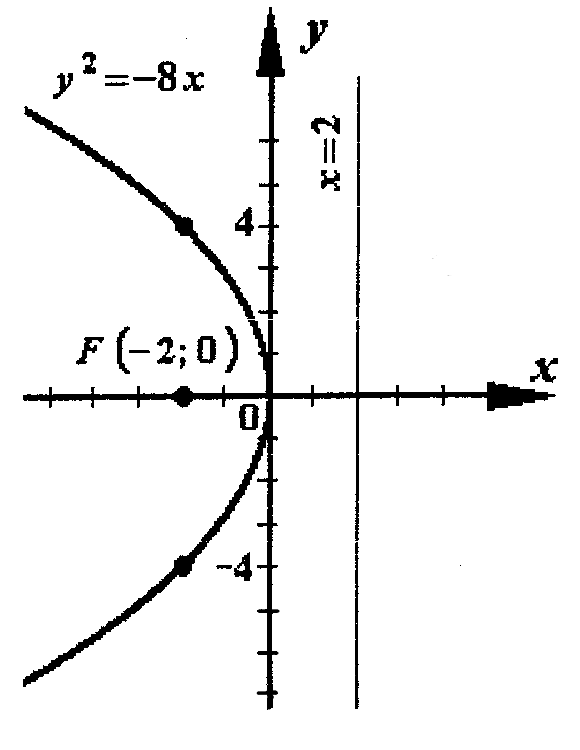 y
y² = -8x
x=2
4
F (-2; 0)
x
0
-4